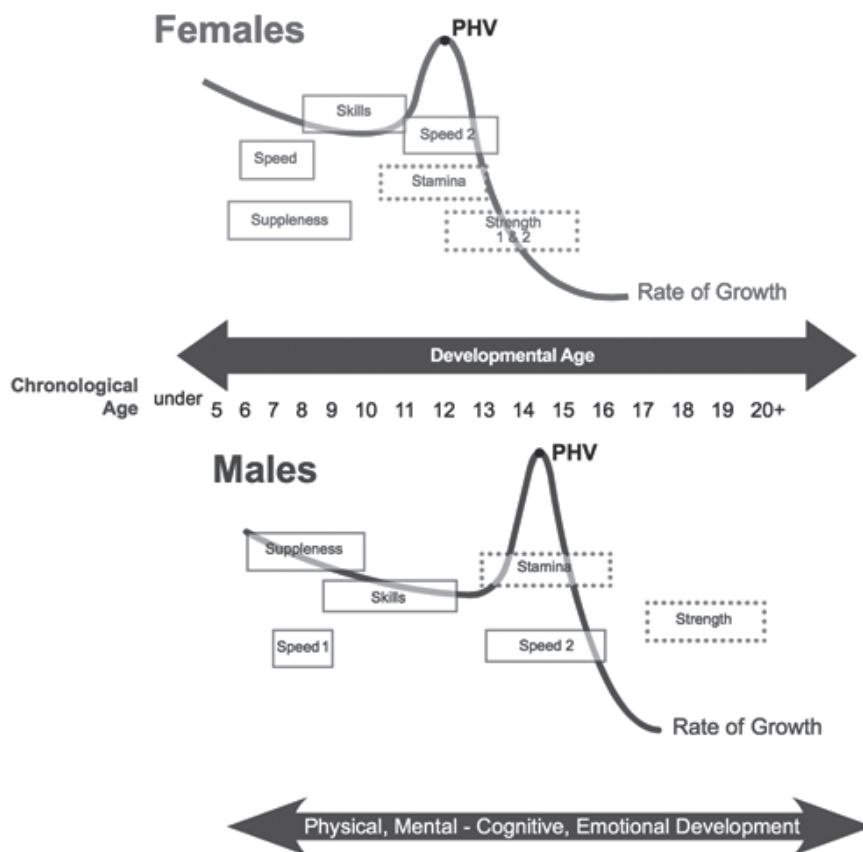 Females
PHV
Skills
Speed 2
Speed
Stamina
Suppleness
Strength
1 & 2
Rate of Growth
Developmental Age
Chronological
Age
under 5 6 7 8 9 10 11 12 13 14 15 16 17 18 19 20+
Males
PHV
Suppleness
Stamina
Skills
Strength
Speed 1
Speed 2
Rate of Growth
Physical, Mental - Cognitive, Emotional Development